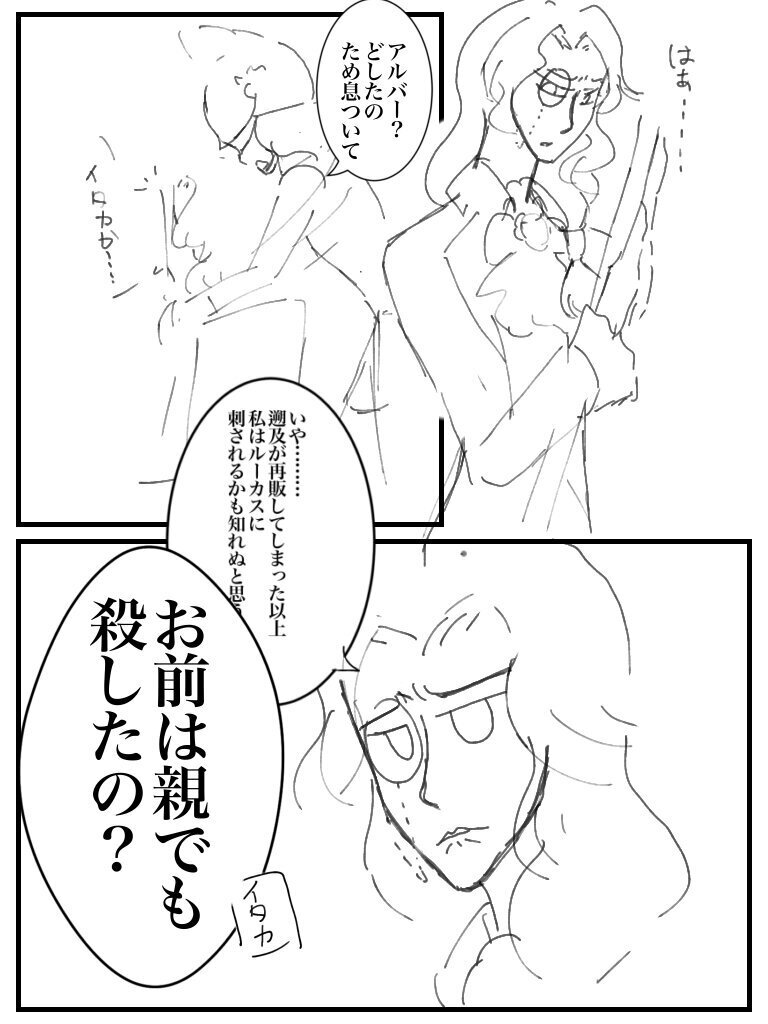 はぁ……
アルバー？
どしたの
ため息ついて
イタカか…
いや…………
遡及が再販してしまった以上
私はルーカスに
刺されるかも知れぬと思う
お前は親でも
殺したの？
イタカ